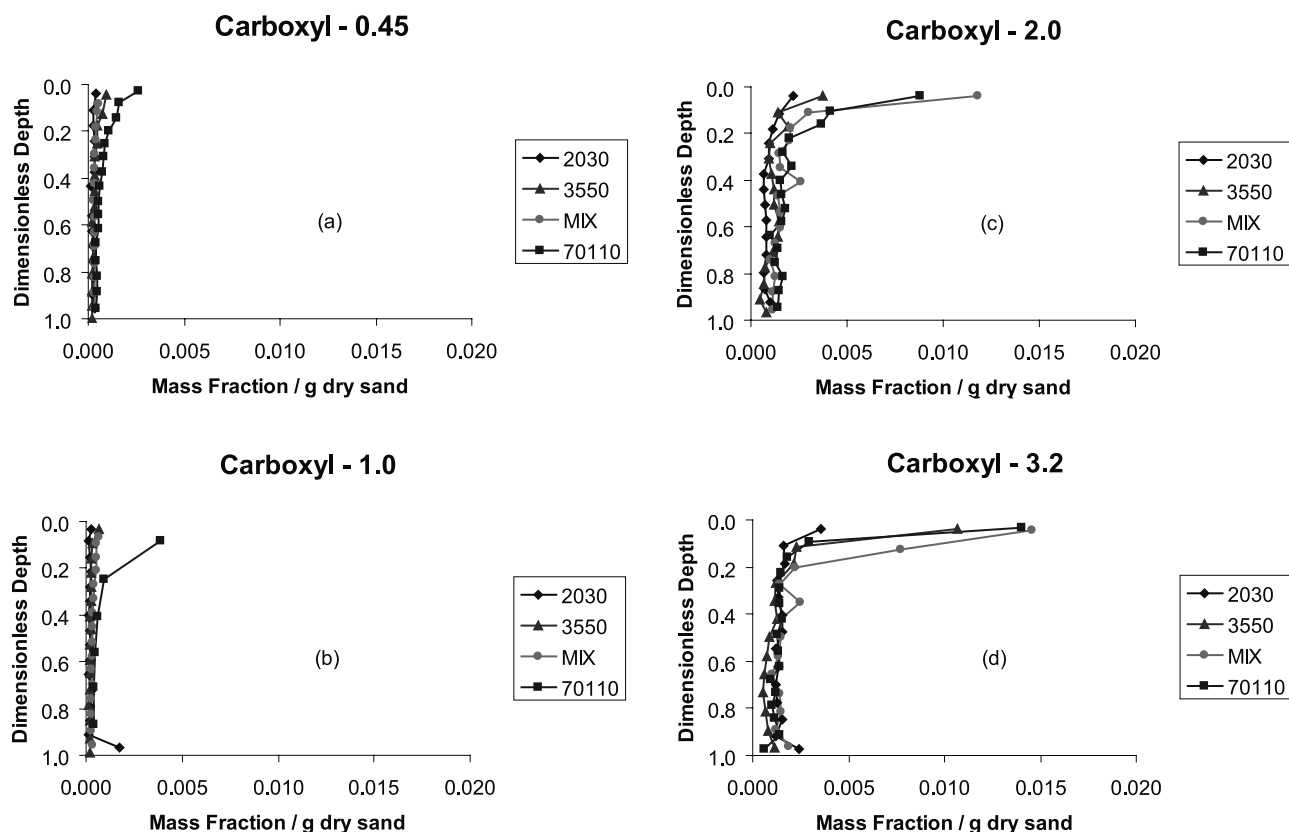 Carboxyl - 0.45
Dimensionless Depth
0.0
0.2
0.4
0.6
0.8
1.0
(a)
2030
3550
MIX
70110
0.000 0.005 0.010 0.015 0.020
Mass Fraction / g dry sand
Carboxyl - 2.0
Dimensionless Depth
0.0
0.2
0.4
0.6
0.8
1.0
(c)
2030
3550
MIX
70110
0.000 0.005 0.010 0.015 0.020
Mass Fraction / g dry sand
Carboxyl - 1.0
Dimensionless Depth
0.0
0.2
0.4
0.6
0.8
1.0
(b)
2030
3550
MIX
70110
0.000 0.005 0.010 0.015 0.020
Mass Fraction / g dry sand
Carboxyl - 3.2
Dimensionless Depth
0.0
0.2
0.4
0.6
0.8
1.0
(d)
2030
3550
MIX
70110
0.000 0.005 0.010 0.015 0.020
Mass Fraction / g dry sand